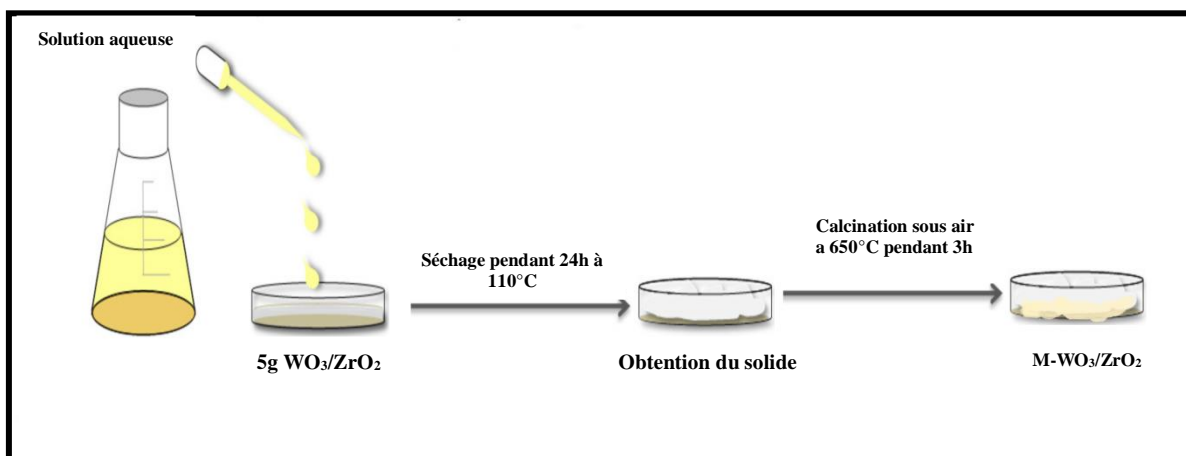 Solution aqueuse
Séchage pendant 24h à
110°C
Calcination sous air
a 650°C pendant 3h
5g WO₃/ZrO₂
Obtention du solide
M-WO₃/ZrO₂